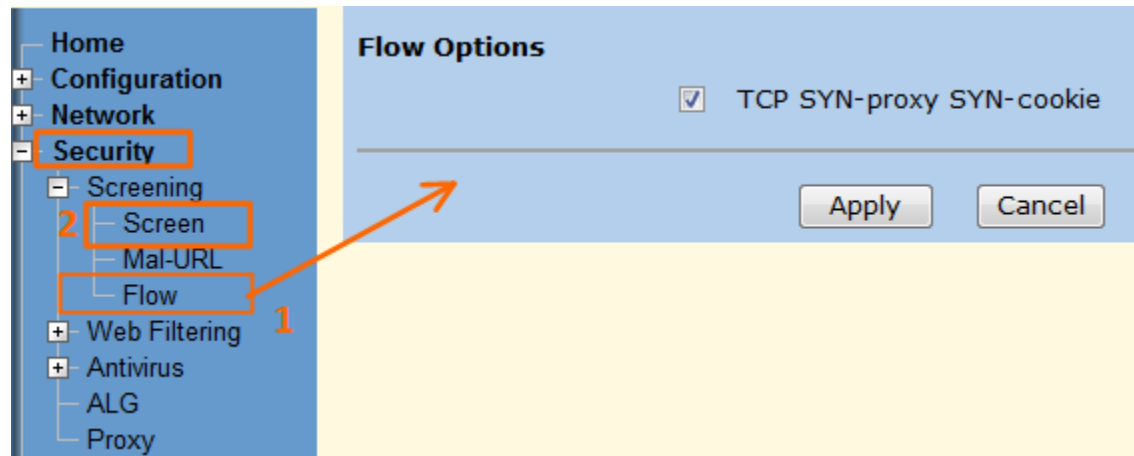 Home
Configuration
Network
Security
Screening
2 Screen
Mal-URL
Flow
1
Web Filtering
Antivirus
ALG
Proxy
Flow Options
TCP SYN-proxy SYN-cookie
Apply Cancel